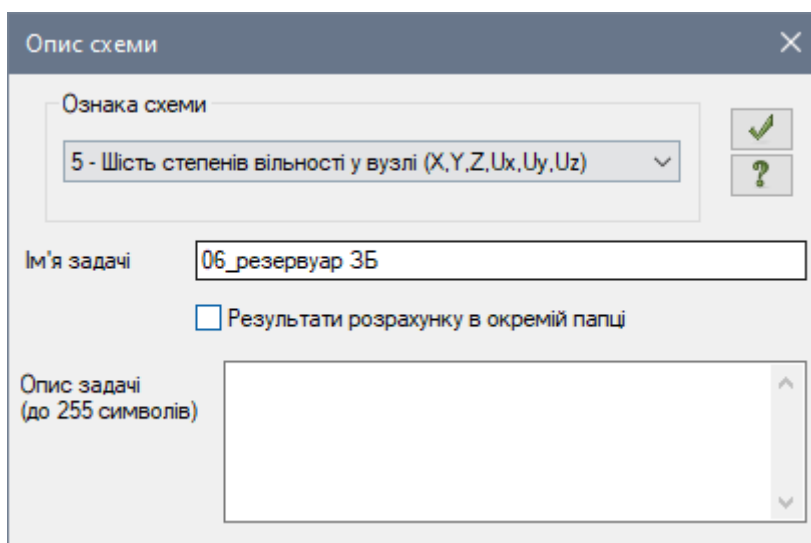 Опис схеми
Ознака схеми
5 - Шість степенів вільності у вузлі (X,Y,Z,Ux,Uy,Uz)
Ім'я задачі
06_резервуар ЗБ
Результати розрахунку в окремій папці
Опис задачі
(до 255 символів)